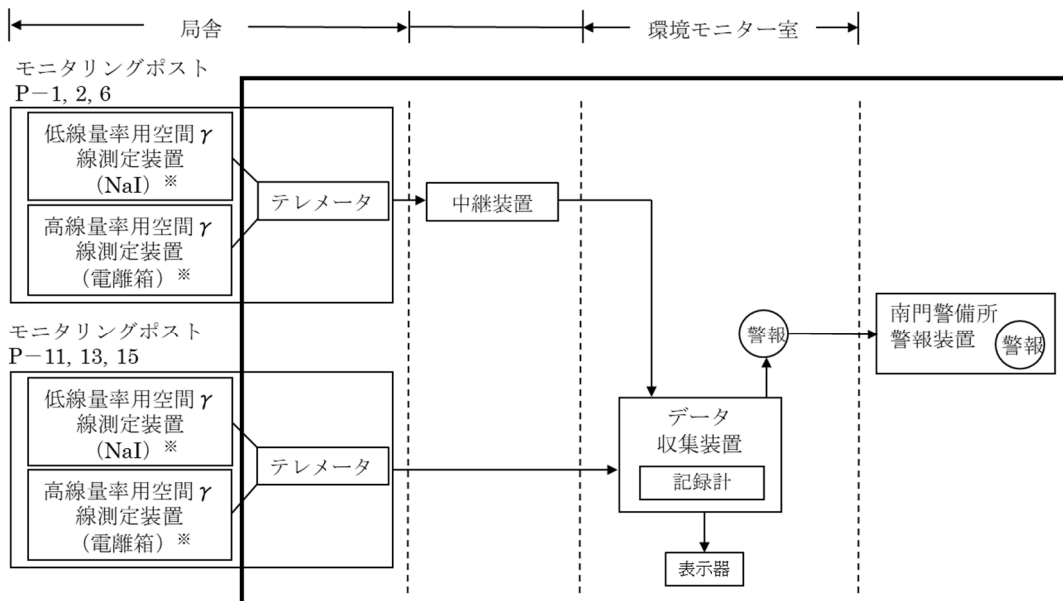 局舎
環境モニター室
モニタリングポスト
P－1, 2, 6
低線量率用空間γ
線測定装置
（NaI）※
高線量率用空間γ
線測定装置
（電離箱）※
テレメータ
中継装置
モニタリングポスト
P－11, 13, 15
低線量率用空間γ
線測定装置
（NaI）※
高線量率用空間γ
線測定装置
（電離箱）※
テレメータ
データ
収集装置
記録計
表示器
警報
南門警備所
警報装置
警報